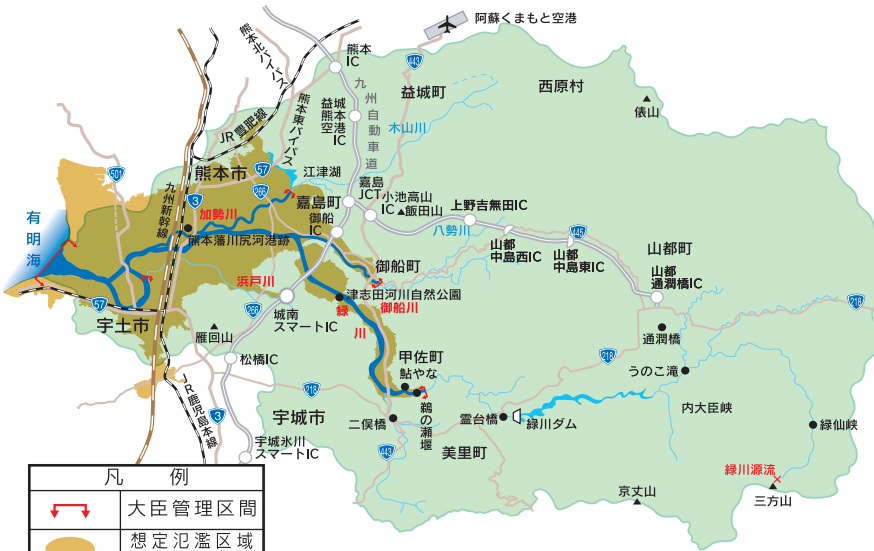 阿蘇くまもと空港
熊本北バイパス
熊本
IC
443
益城町
西原村
俵山
JR豊肥線
熊本東バイパス
益城
熊本
空港
IC
九州自動車道
木山川
501
熊本市
57
江津湖
266
3
嘉島町
嘉島
JCT
小池高山
IC
飯田山
上野吉無田IC
九州新幹線
加勢川
御船
IC
八勢川
445
山都
中島西IC
山都
中島東IC
山都町
有明海
熊本藩川尻河港跡
御船町
山都
通潤橋IC
浜戸川
津志田河川自然公園
御船川
218
57
266
城南
スマートIC
緑川
通潤橋
宇土市
雁回山
松橋IC
甲佐町
218
うのこ滝
鮎やな
218
鵜の瀬堰
内大臣峡
JR鹿児島本線
3
宇城市
二俣橋
霊台橋
緑川ダム
緑仙峡
宇城氷川
スマートIC
443
美里町
緑川源流
京丈山
三方山
凡例
大臣管理区間
想定氾濫区域